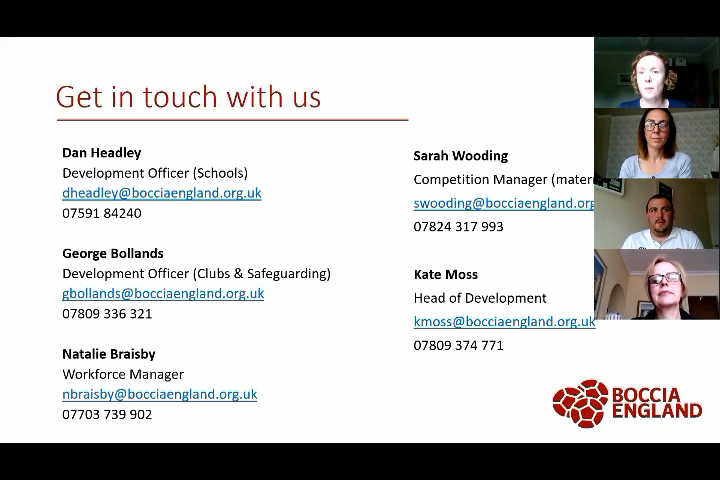 Get in touch with us
Dan Headley
Development Officer (Schools)
dheadley@bocciaengland.org.uk
07591 84240
George Bollands
Development Officer (Clubs & Safeguarding)
gbollands@bocciaengland.org.uk
07809 336 321
Natalie Braisby
Workforce Manager
nbraisby@bocciaengland.org.uk
07703 739 902
Sarah Wooding
Competition Manager (mater
swooding@bocciaengland.org
07824 317 993
Kate Moss
Head of Development
kmoss@bocciaengland.org.uk
07809 374 771
BOCCIA
ENGLAND